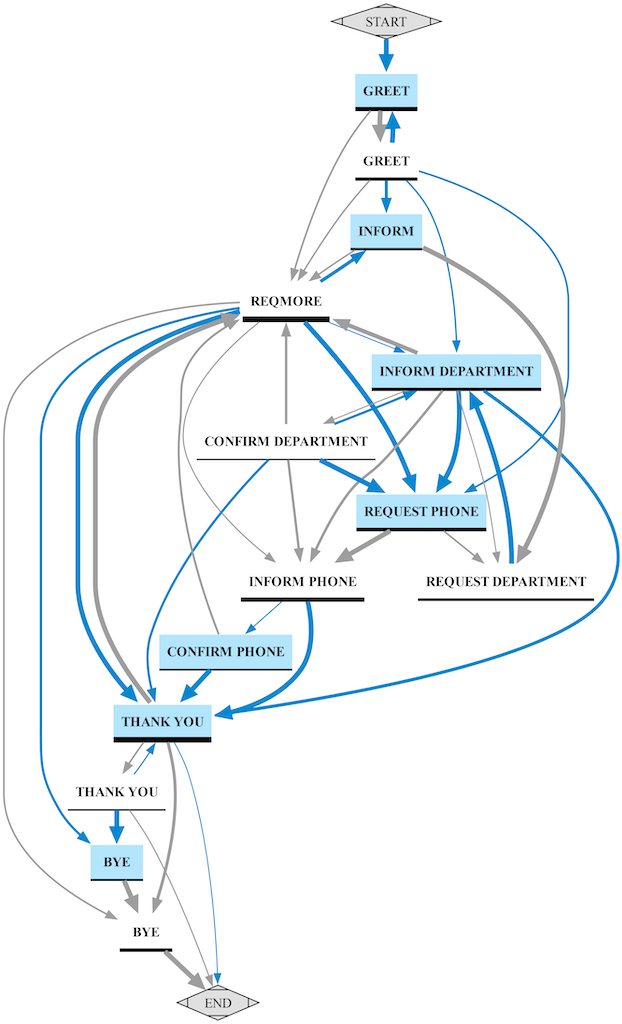 START
GREET
GREET
INFORM
REQMORE
INFORM DEPARTMENT
CONFIRM DEPARTMENT
REQUEST PHONE
INFORM PHONE
REQUEST DEPARTMENT
CONFIRM PHONE
THANK YOU
THANK YOU
BYE
BYE
END